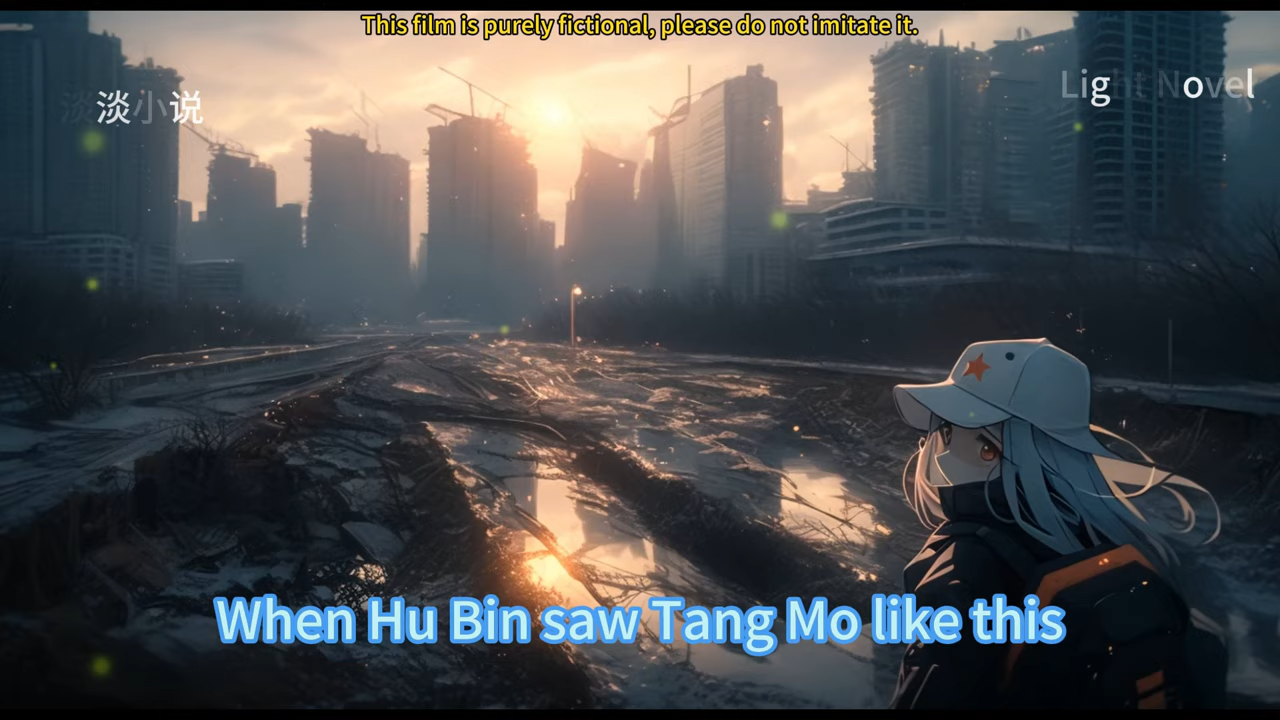 This film is purely fictional, please do not imitate it.
淡淡小说
Light Novel
When Hu Bin saw Tang Mo like this